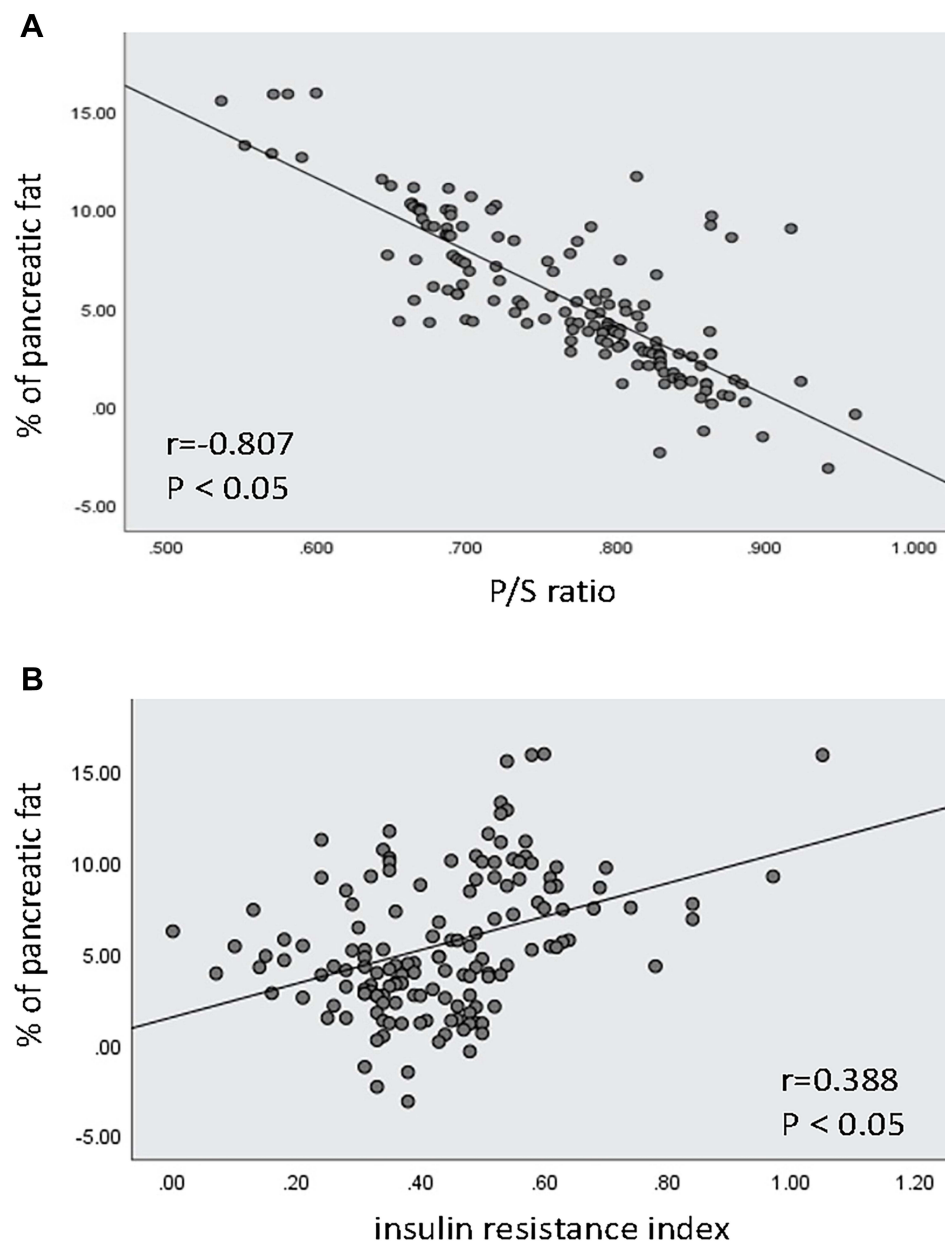 A
% of pancreatic fat
15.00
10.00
5.00
.00
-5.00
r=-0.807
P < 0.05
.500 .600 .700 .800 .900 1.000
P/S ratio
B
% of pancreatic fat
15.00
10.00
5.00
.00
-5.00
r=0.388
P < 0.05
.00 .20 .40 .60 .80 1.00 1.20
insulin resistance index